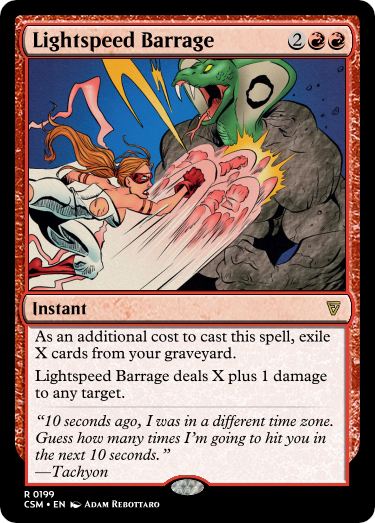 Lightspeed Barrage 2
Instant
As an additional cost to cast this spell, exile
X cards from your graveyard.
Lightspeed Barrage deals X plus 1 damage
to any target.
“10 seconds ago, I was in a different time zone.
Guess how many times I’m going to hit you in
the next 10 seconds.”
—Tachyon
R 0199
CSM • EN Adam Rebottaro